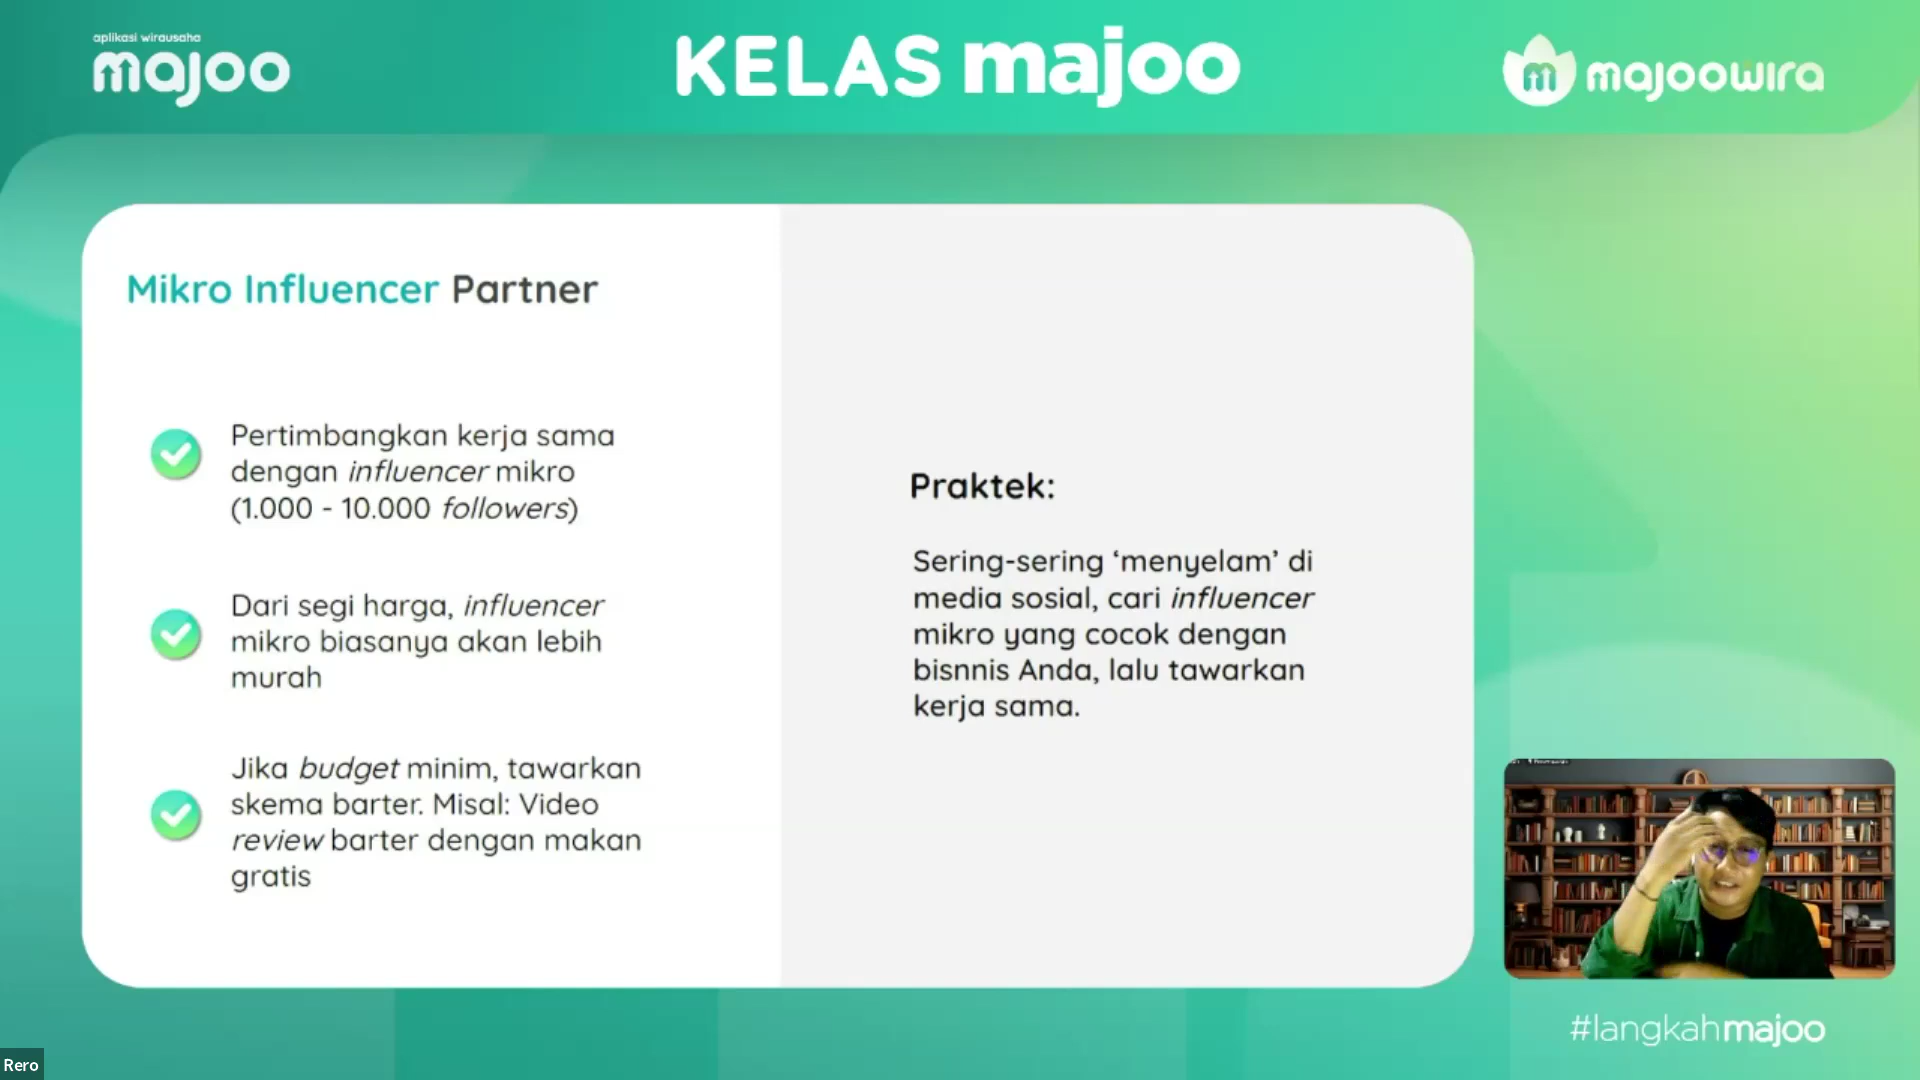 aplikasi wirausaha
majoo
KELAS majoo
majoowira
Mikro Influencer Partner
Pertimbangkan kerja sama
dengan influencer mikro
(1.000 - 10.000 followers)
Dari segi harga, influencer
mikro biasanya akan lebih
murah
Jika budget minim, tawarkan
skema barter. Misal: Video
review barter dengan makan
gratis
Praktek:
Sering-sering ‘menyelam’ di
media sosial, cari influencer
mikro yang cocok dengan
bisnnis Anda, lalu tawarkan
kerja sama.
#langkahmajoo
Rero